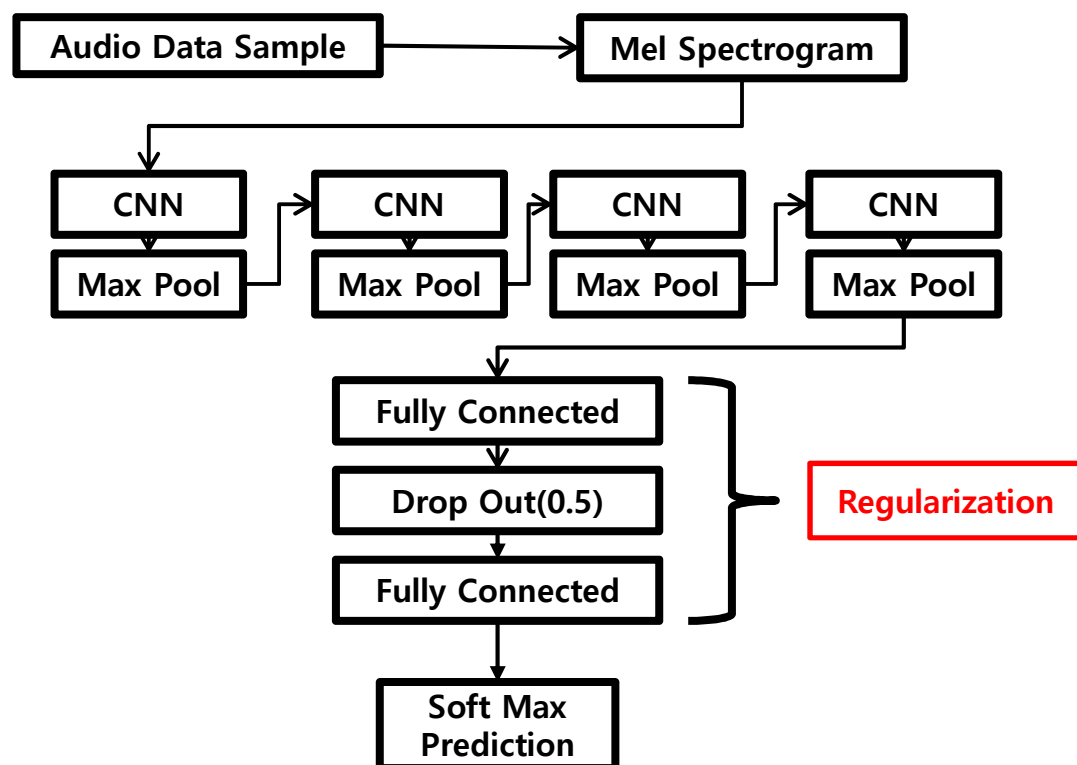 Audio Data Sample
Mel Spectrogram
CNN
CNN
CNN
CNN
Max Pool
Max Pool
Max Pool
Max Pool
Fully Connected
Drop Out(0.5)
Regularization
Fully Connected
Soft Max
Prediction